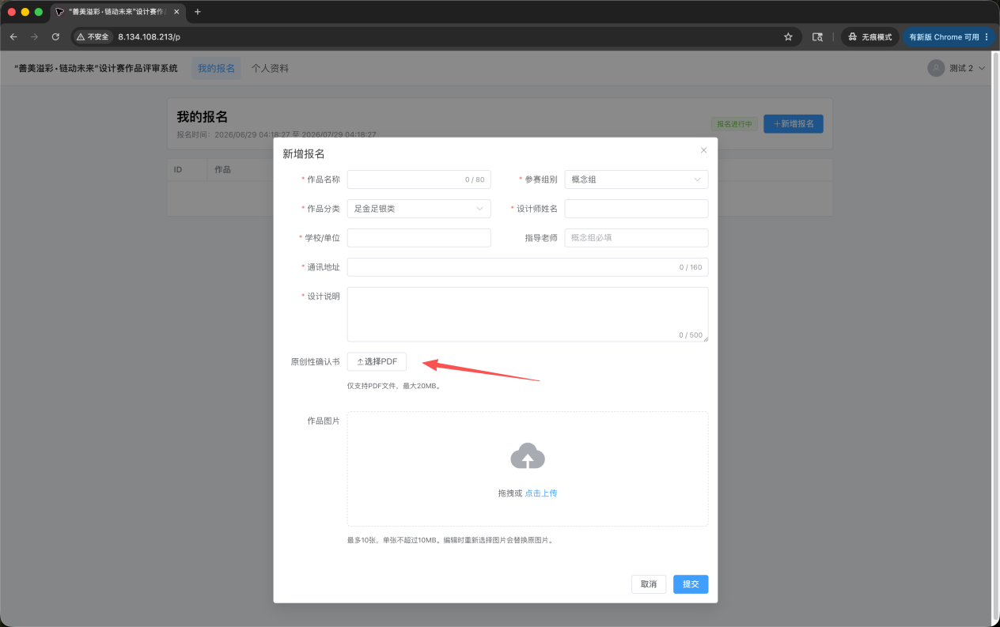 “善美溢彩·链动未来”设计赛作
不安全 8.134.108.213/p
无痕模式
有新版 Chrome 可用
“善美溢彩·链动未来”设计赛作品评审系统 我的报名 个人资料 测试 2
我的报名
报名时间：2026/06/29 04:18:27 至 2026/07/29 04:18:27
报名进行中 +新增报名
ID 作品
新增报名
* 作品名称 0 / 80 * 参赛组别 概念组
* 作品分类 足金足银类 * 设计师姓名
* 学校/单位 指导老师 概念组必填
* 通讯地址 0 / 160
* 设计说明
0 / 500
原创性确认书 选择PDF
仅支持PDF文件，最大20MB。
作品图片
拖拽或 点击上传
最多10张，单张不超过10MB。编辑时重新选择图片会替换原图片。
取消 提交